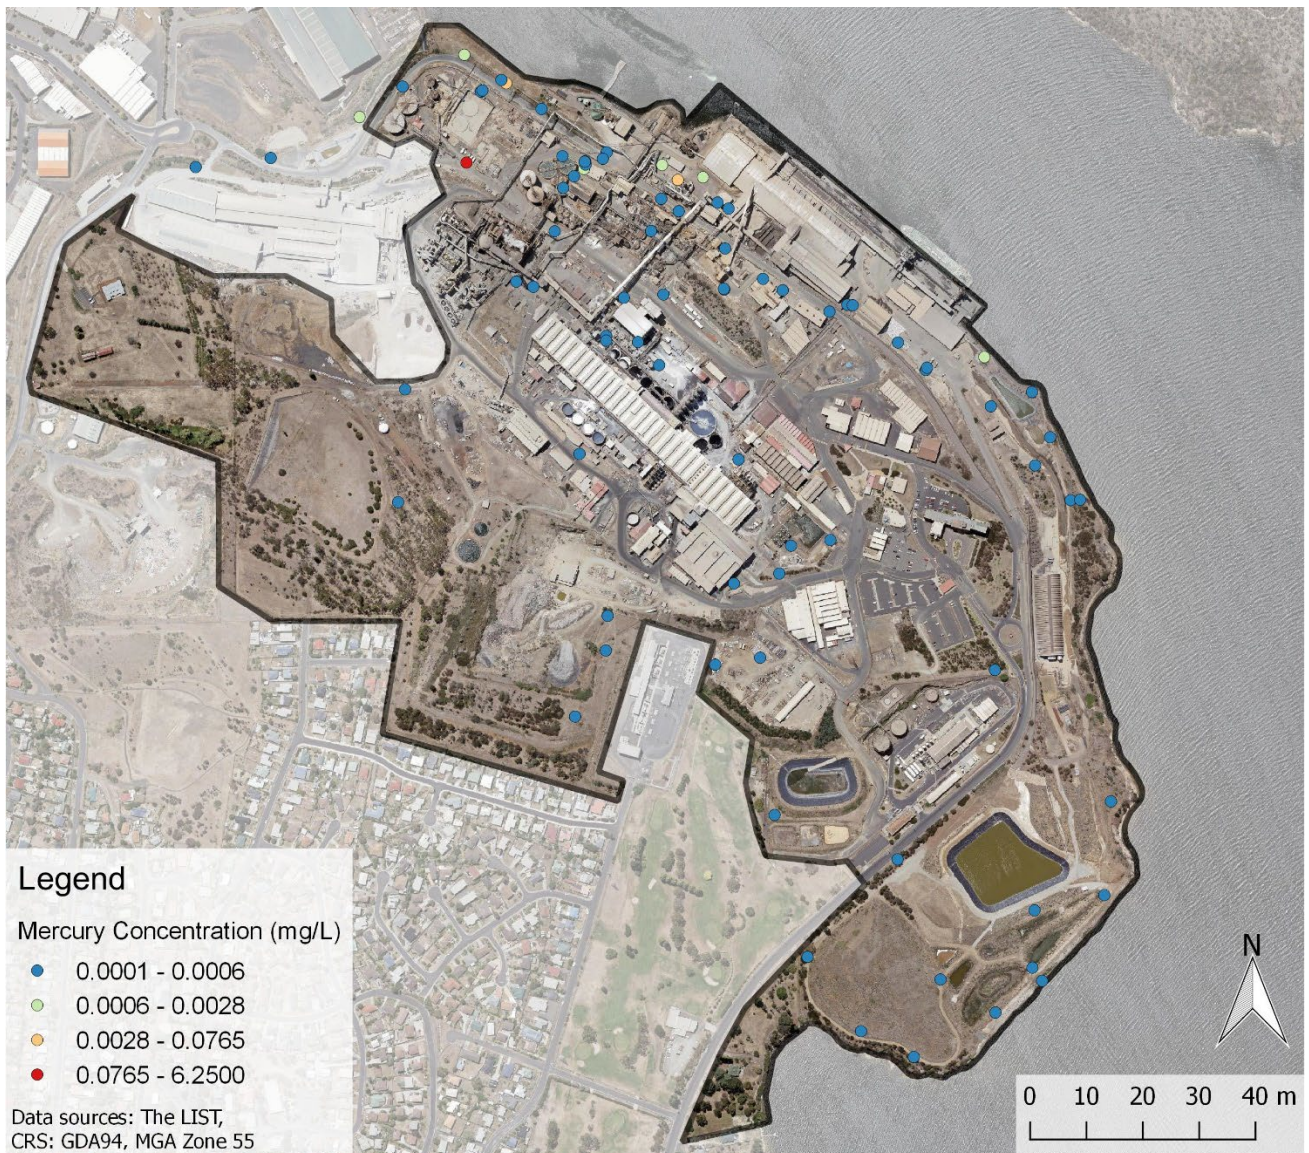 Legend
Mercury Concentration (mg/L)
0.0001 - 0.0006
0.0006 - 0.0028
0.0028 - 0.0765
0.0765 - 6.2500
Data sources: The LIST,
CRS: GDA94, MGA Zone 55
N
0 10 20 30 40 m